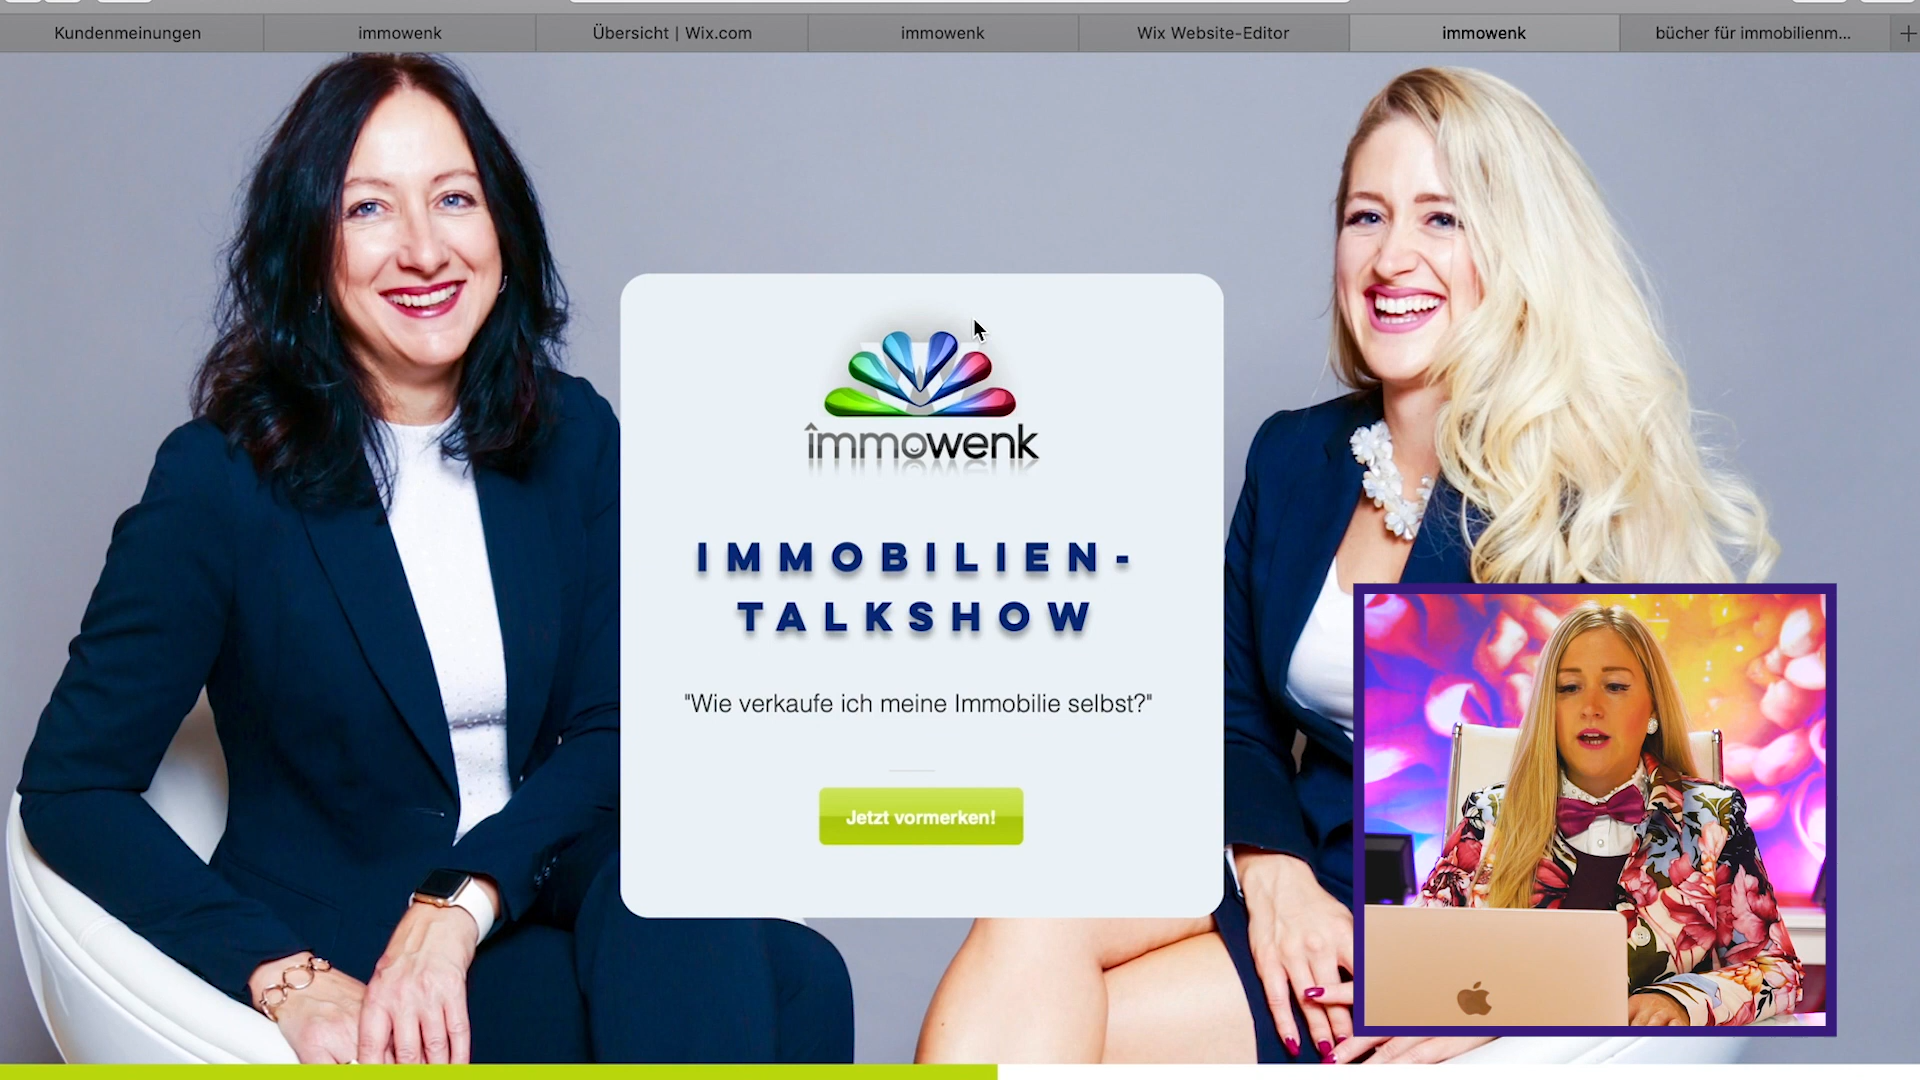 Kundenmeinungen
immowenk
Übersicht | Wix.com
immowenk
Wix Website-Editor
immowenk
bücher für immobilienm...
immowenk
IMMOBILIEN-
TALKSHOW
"Wie verkaufe ich meine Immobilie selbst?"
Jetzt vormerken!